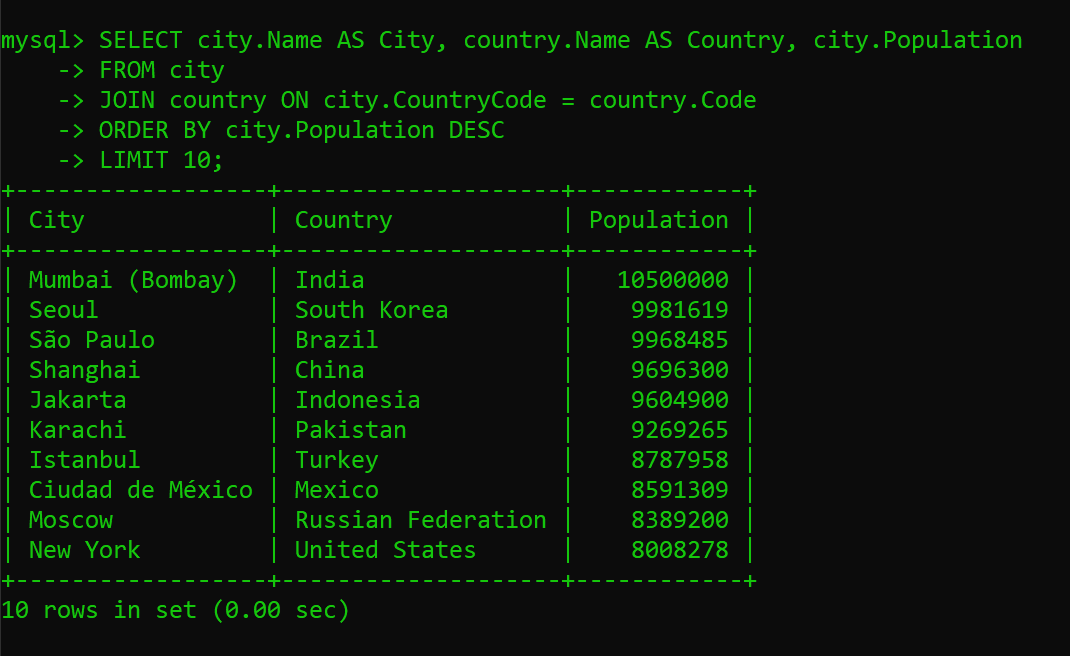 mysql> SELECT city.Name AS City, country.Name AS Country, city.Population
    -> FROM city
    -> JOIN country ON city.CountryCode = country.Code
    -> ORDER BY city.Population DESC
    -> LIMIT 10;
+------------------+--------------------+------------+
| City             | Country            | Population |
+------------------+--------------------+------------+
| Mumbai (Bombay)  | India              |   10500000 |
| Seoul            | South Korea        |    9981619 |
| São Paulo        | Brazil             |    9968485 |
| Shanghai         | China              |    9696300 |
| Jakarta          | Indonesia          |    9604900 |
| Karachi          | Pakistan           |    9269265 |
| Istanbul         | Turkey             |    8787958 |
| Ciudad de México | Mexico             |    8591309 |
| Moscow           | Russian Federation |    8389200 |
| New York         | United States      |    8008278 |
+------------------+--------------------+------------+
10 rows in set (0.00 sec)